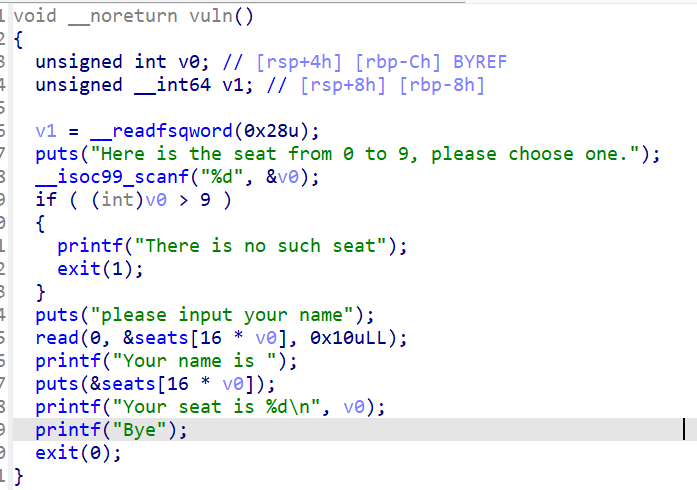 1 void __noreturn vuln()
2 {
3 unsigned int v0; // [rsp+4h] [rbp-Ch] BYREF
4 unsigned __int64 v1; // [rsp+8h] [rbp-8h]
5
6 v1 = __readfsqword(0x28u);
7 puts("Here is the seat from 0 to 9, please choose one.");
8 __isoc99_scanf("%d", &v0);
9 if ( (int)v0 > 9 )
0 {
1 printf("There is no such seat");
2 exit(1);
3 }
4 puts("please input your name");
5 read(0, &seats[16 * v0], 0x10uLL);
6 printf("Your name is ");
7 puts(&seats[16 * v0]);
8 printf("Your seat is %d\n", v0);
9 printf("Bye");
0 exit(0);
1 }